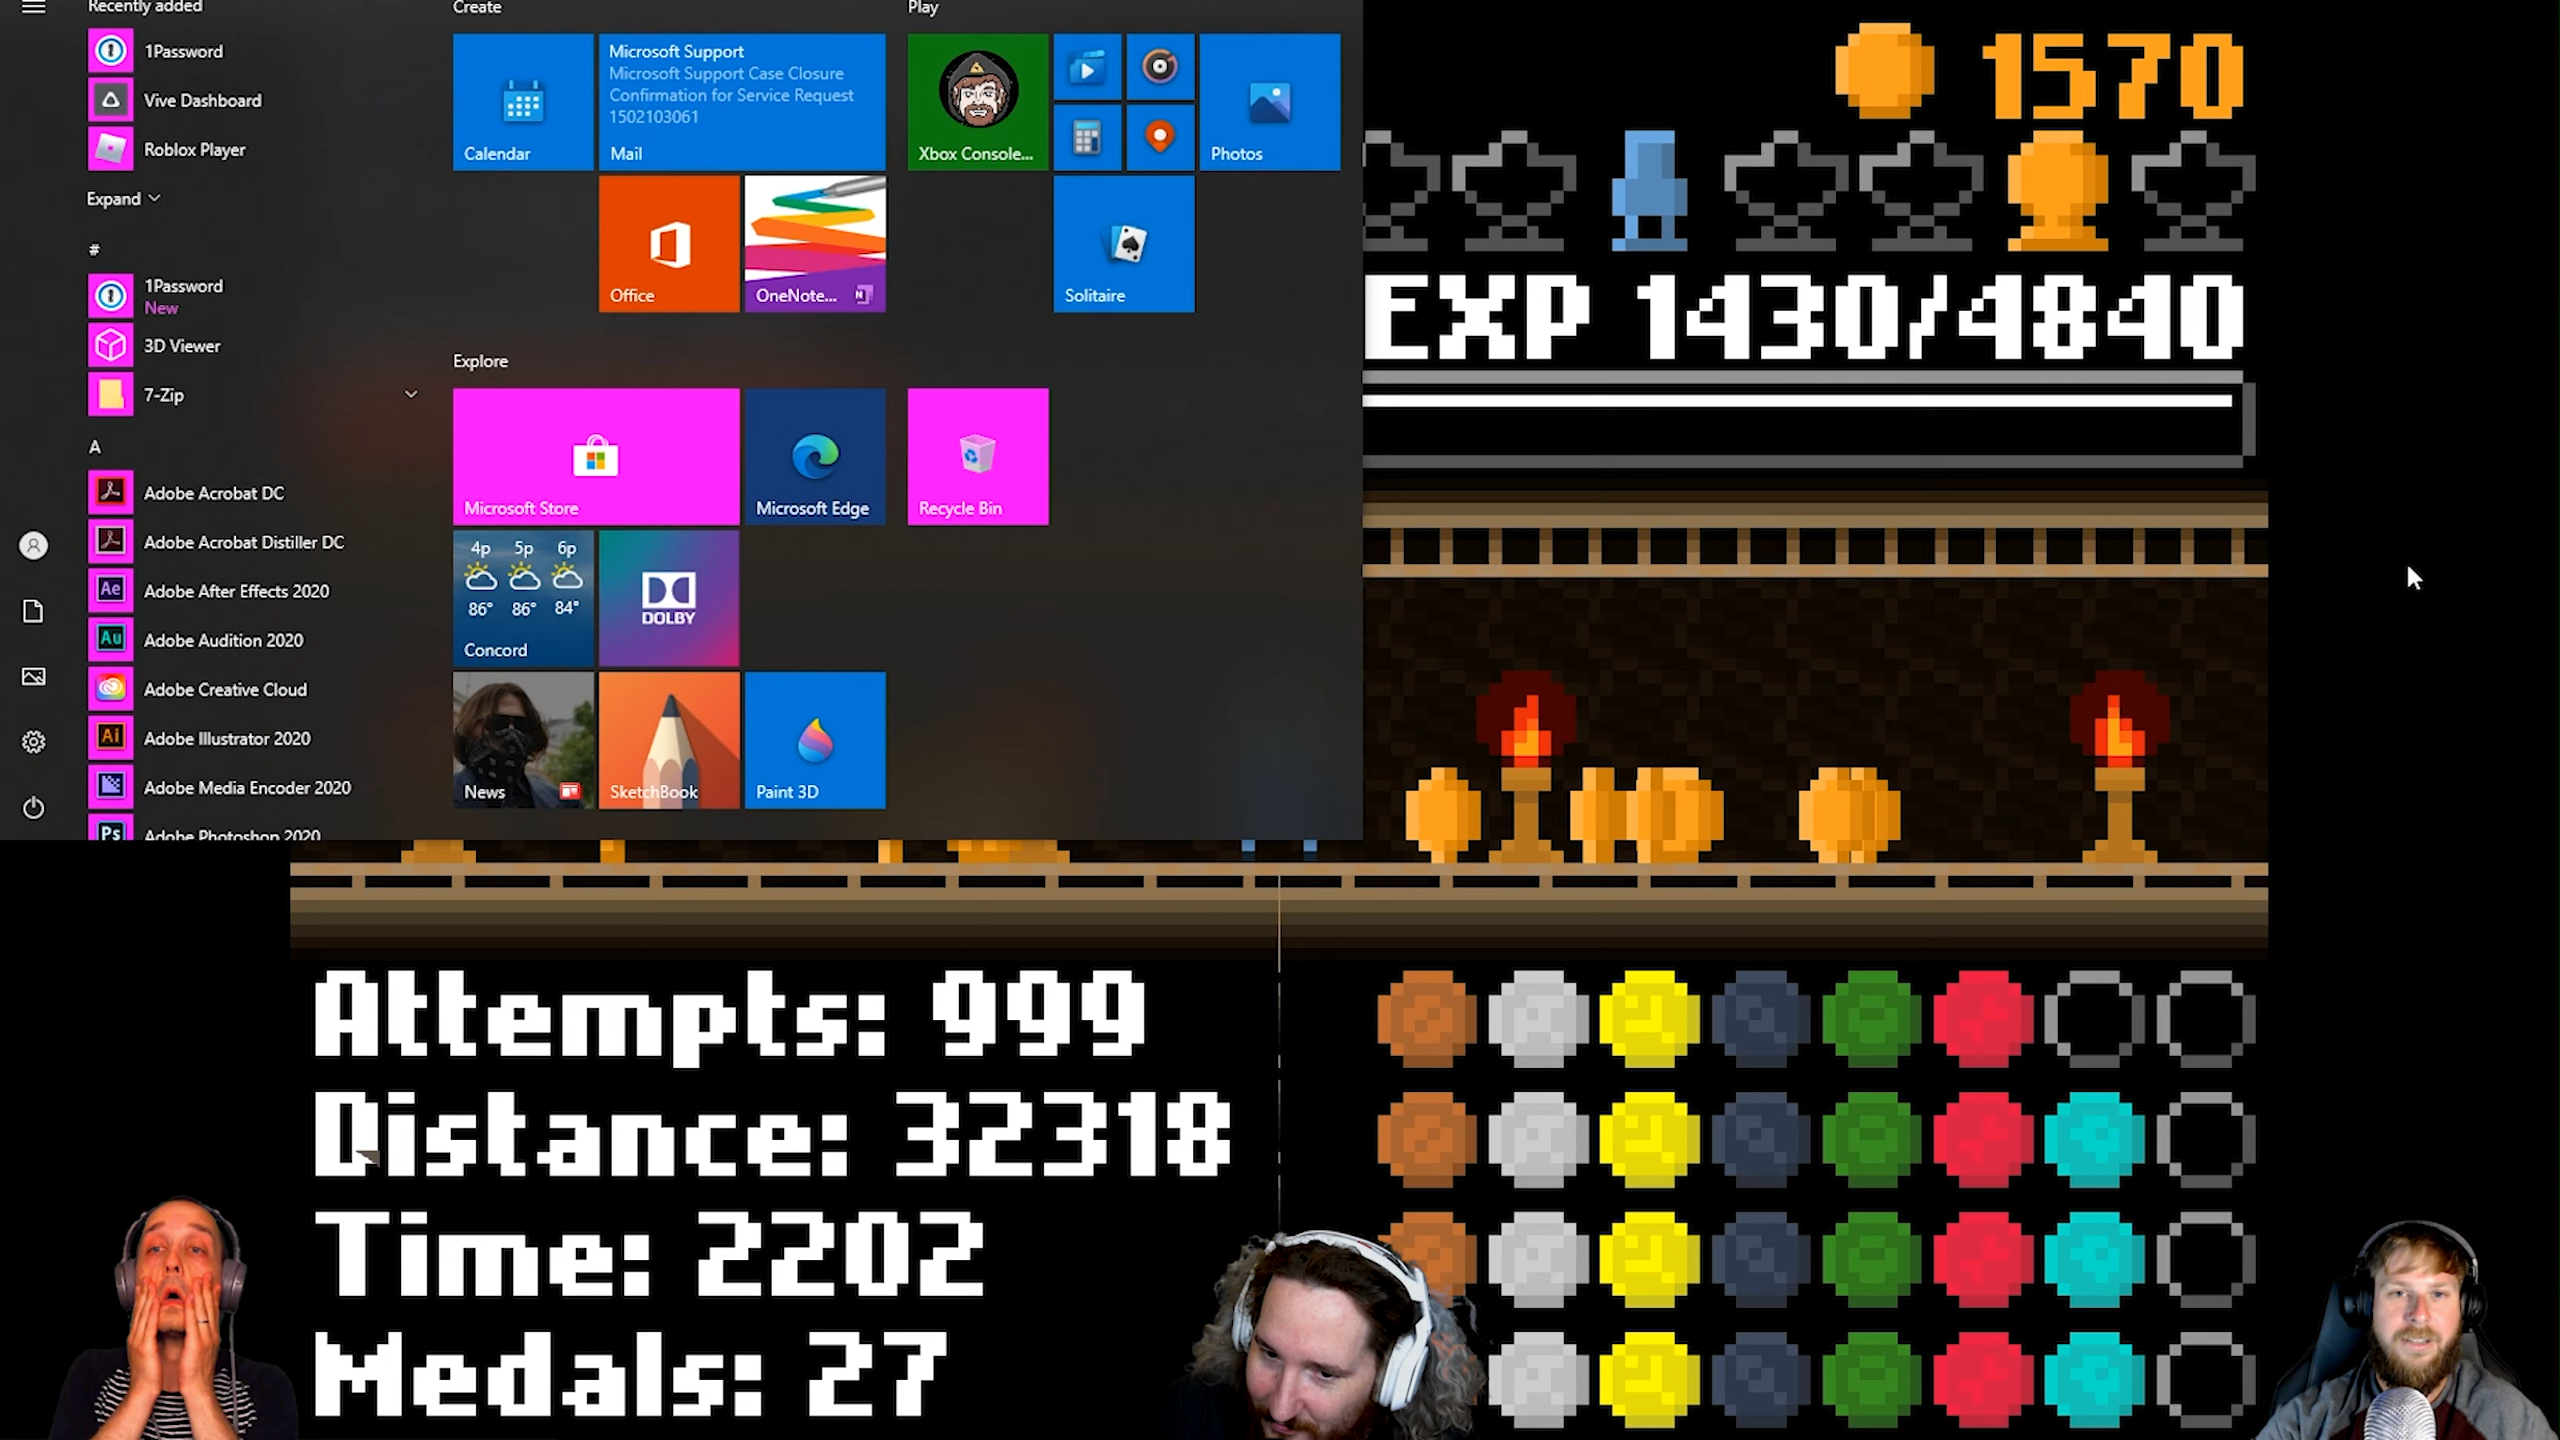 Recently added
1Password
Vive Dashboard
Roblox Player
Expand
#
1Password
New
3D Viewer
7-Zip
A
Adobe Acrobat DC
Adobe Acrobat Distiller DC
Ae
Adobe After Effects 2020
Au
Adobe Audition 2020
Adobe Creative Cloud
Ai
Adobe Illustrator 2020
Adobe Media Encoder 2020
Ps
Adobe Photoshop 2020
Create
Calendar
Microsoft Support
Microsoft Support Case Closure
Confirmation for Service Request
1502103061
Mail
Office
OneNote...
N
Play
Xbox Console...
Photos
Solitaire
Explore
Microsoft Store
Microsoft Edge
Recycle Bin
4p 5p 6p
86° 86° 84°
Concord
DOLBY
News
SketchBook
Paint 3D
1570
EXP 1430/4840
Attempts: 999
Distance: 32318
Time: 2202
Medals: 27